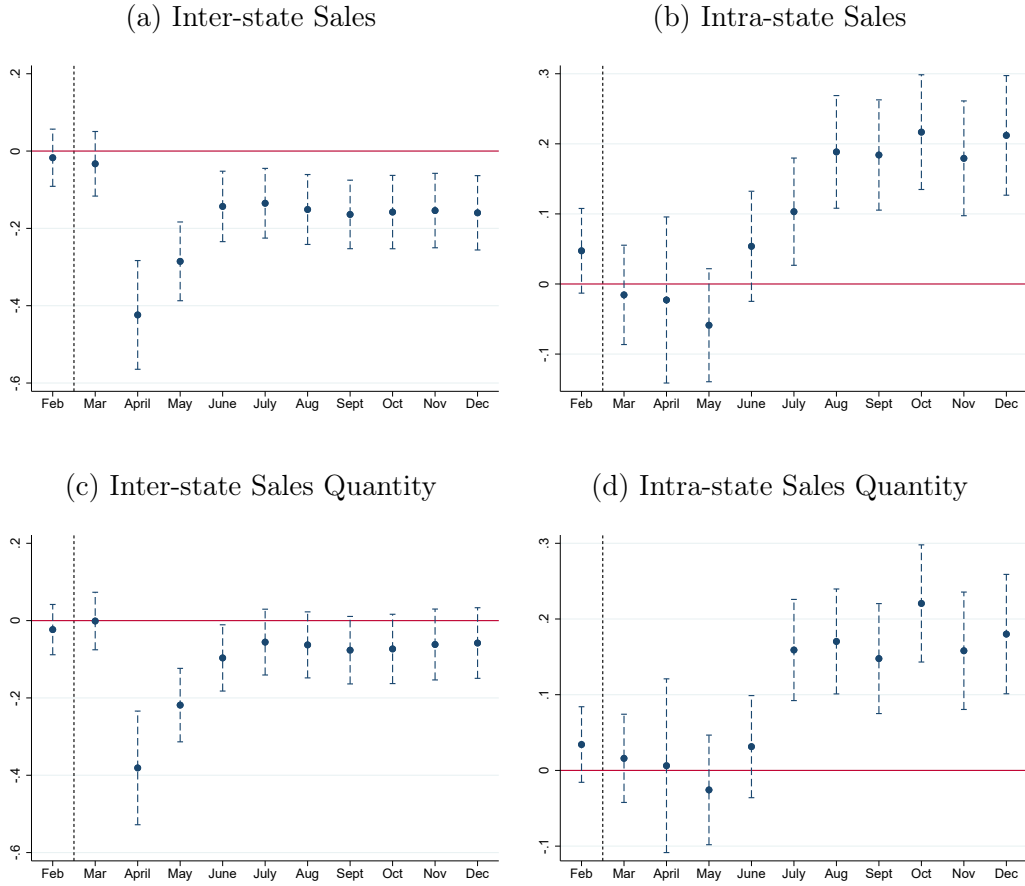 (a) Inter-state Sales
(b) Intra-state Sales
.2
0
-.2
-.4
-.6
Feb Mar April May June July Aug Sept Oct Nov Dec
.3
.2
.1
0
-.1
Feb Mar April May June July Aug Sept Oct Nov Dec
(c) Inter-state Sales Quantity
(d) Intra-state Sales Quantity
.2
0
-.2
-.4
-.6
Feb Mar April May June July Aug Sept Oct Nov Dec
.3
.2
.1
0
-.1
Feb Mar April May June July Aug Sept Oct Nov Dec